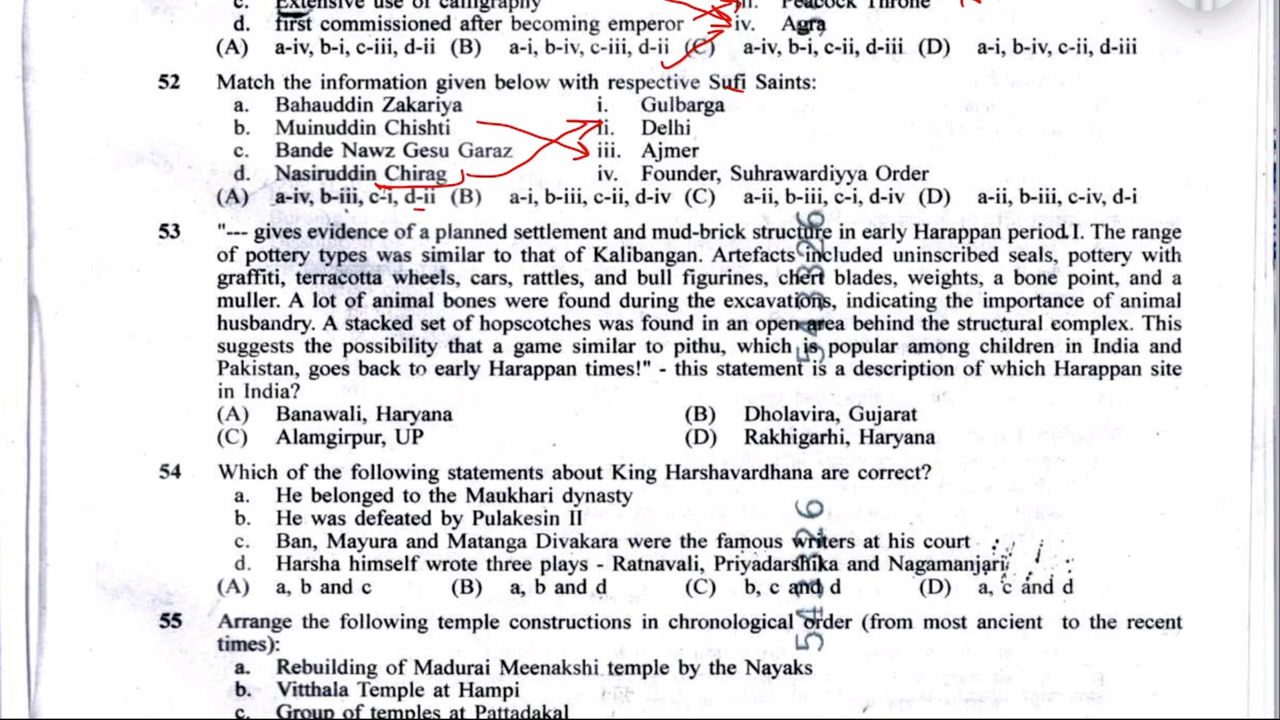 c. Extensive use of calligraphy ii. Peacock Throne
d. first commissioned after becoming emperor iv. Agra
(A) a-iv, b-i, c-iii, d-ii (B) a-i, b-iv, c-iii, d-ii (C) a-iv, b-i, c-ii, d-iii (D) a-i, b-iv, c-ii, d-iii
52 Match the information given below with respective Sufi Saints:
a. Bahauddin Zakariya i. Gulbarga
b. Muinuddin Chishti ii. Delhi
c. Bande Nawz Gesu Garaz iii. Ajmer
d. Nasiruddin Chirag iv. Founder, Suhrawardiyya Order
(A) a-iv, b-iii, c-i, d-ii (B) a-i, b-iii, c-ii, d-iv (C) a-ii, b-iii, c-i, d-iv (D) a-ii, b-iii, c-iv, d-i
53 "--- gives evidence of a planned settlement and mud-brick structure in early Harappan period I. The range
of pottery types was similar to that of Kalibangan. Artefacts included uninscribed seals, pottery with
graffiti, terracotta wheels, cars, rattles, and bull figurines, chert blades, weights, a bone point, and a
muller. A lot of animal bones were found during the excavations, indicating the importance of animal
husbandry. A stacked set of hopscotches was found in an open area behind the structural complex. This
suggests the possibility that a game similar to pithu, which is popular among children in India and
Pakistan, goes back to early Harappan times!" - this statement is a description of which Harappan site
in India?
(A) Banawali, Haryana (B) Dholavira, Gujarat
(C) Alamgirpur, UP (D) Rakhigarhi, Haryana
54 Which of the following statements about King Harshavardhana are correct?
a. He belonged to the Maukhari dynasty
b. He was defeated by Pulakesin II
c. Ban, Mayura and Matanga Divakara were the famous writers at his court
d. Harsha himself wrote three plays - Ratnavali, Priyadarshika and Nagamanjari
(A) a, b and c (B) a, b and d (C) b, c and d (D) a, c and d
55 Arrange the following temple constructions in chronological order (from most ancient to the recent
times):
a. Rebuilding of Madurai Meenakshi temple by the Nayaks
b. Vitthala Temple at Hampi
c. Group of temples at Pattadakal
543326
543326